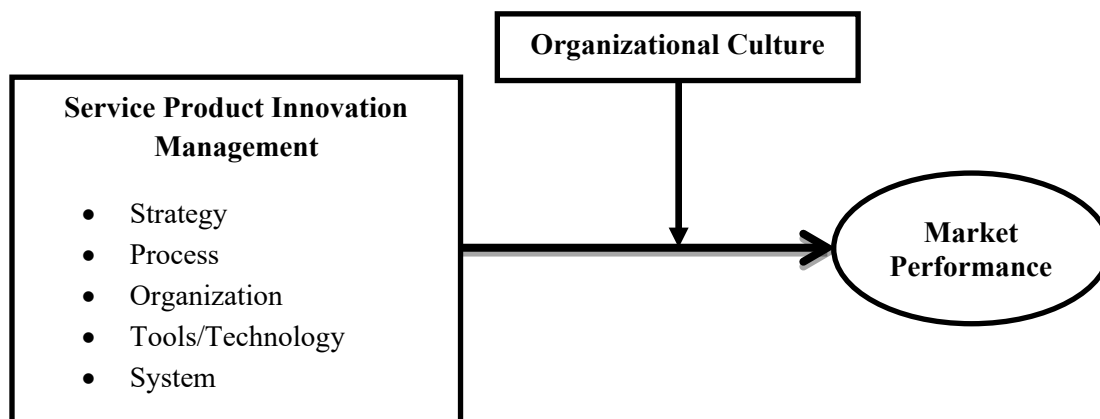 Organizational Culture
Service Product Innovation
Management
• Strategy
• Process
• Organization
• Tools/Technology
• System
Market
Performance